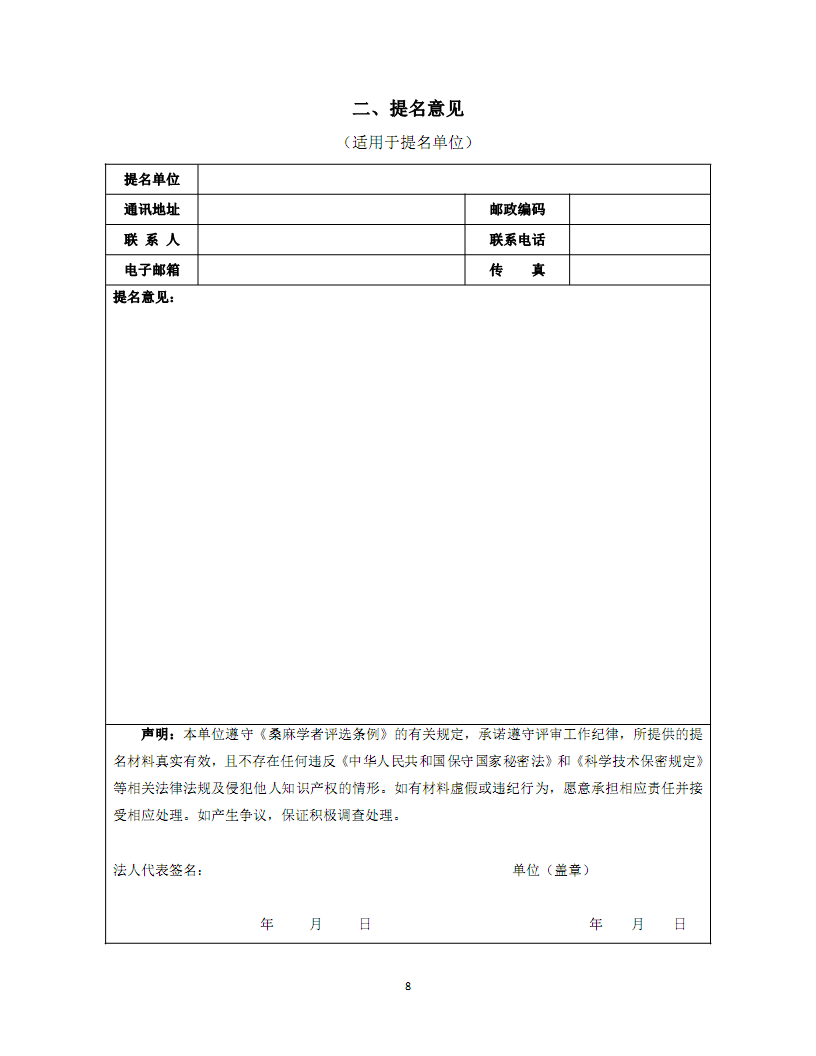 二、提名意见
（适用于提名单位）
提名单位
通讯地址 邮政编码
联 系 人 联系电话
电子邮箱 传 真
提名意见：
声明：本单位遵守《桑麻学者评选条例》的有关规定，承诺遵守评审工作纪律，所提供的提
名材料真实有效，且不存在任何违反《中华人民共和国保守国家秘密法》和《科学技术保密规定》
等相关法律法规及侵犯他人知识产权的情形。如有材料虚假或违纪行为，愿意承担相应责任并接
受相应处理。如产生争议，保证积极调查处理。
法人代表签名： 单位（盖章）
年 月 日 年 月 日
8